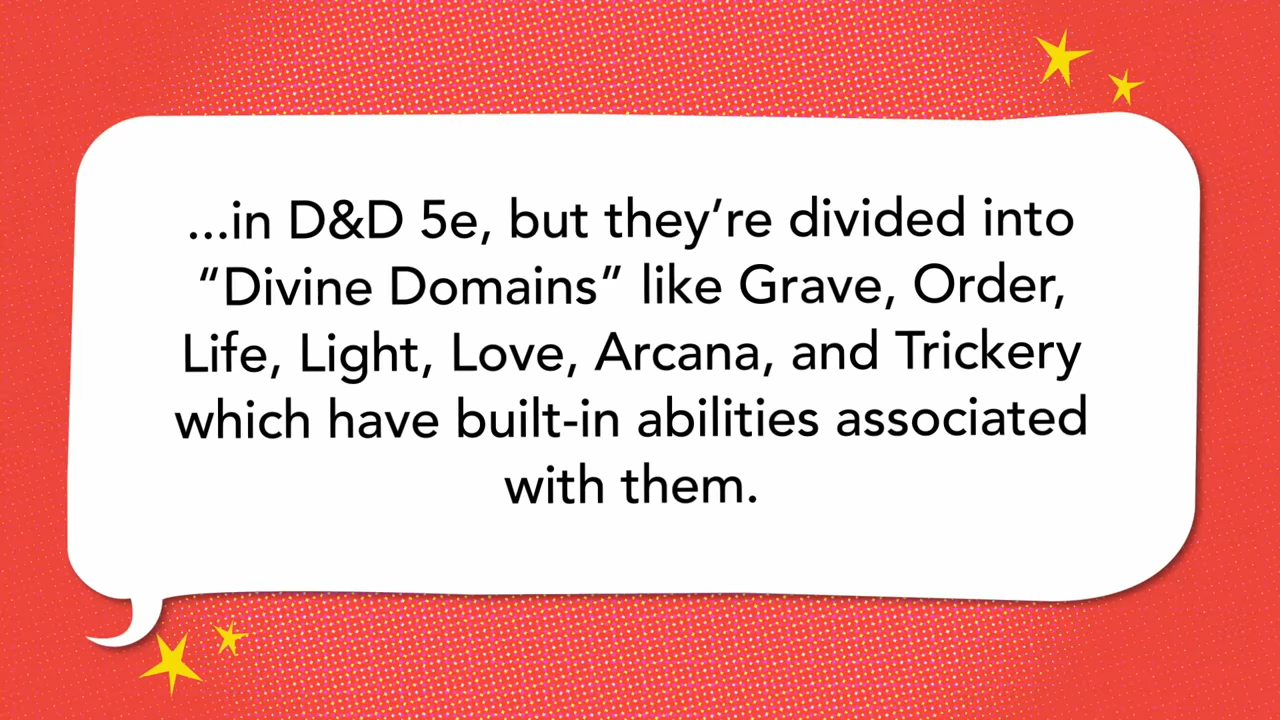 ...in D&D 5e, but they’re divided into
“Divine Domains” like Grave, Order,
Life, Light, Love, Arcana, and Trickery
which have built-in abilities associated
with them.